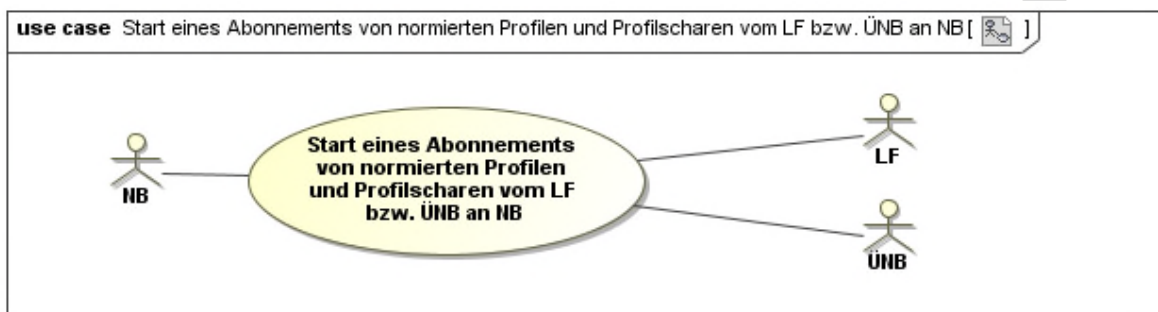 use case Start eines Abonnements von normierten Profilen und Profilscharen vom LF bzw. ÜNB an NB [ ]
Start eines Abonnements
von normierten Profilen
und Profilscharen vom LF
bzw. ÜNB an NB
NB
LF
ÜNB